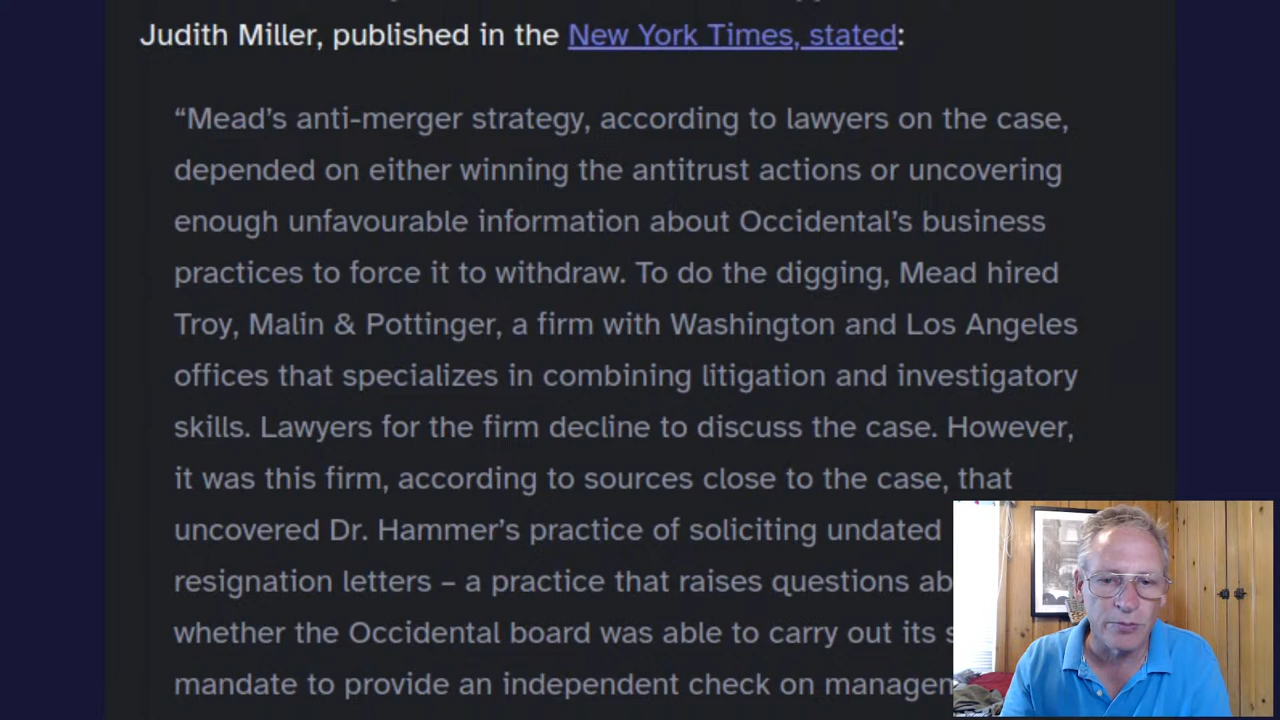 Judith Miller, published in the New York Times, stated:
“Mead’s anti-merger strategy, according to lawyers on the case,
depended on either winning the antitrust actions or uncovering
enough unfavourable information about Occidental’s business
practices to force it to withdraw. To do the digging, Mead hired
Troy, Malin & Pottinger, a firm with Washington and Los Angeles
offices that specializes in combining litigation and investigatory
skills. Lawyers for the firm decline to discuss the case. However,
it was this firm, according to sources close to the case, that
uncovered Dr. Hammer’s practice of soliciting undated
resignation letters – a practice that raises questions
whether the Occidental board was able to carry out its
mandate to provide an independent check on